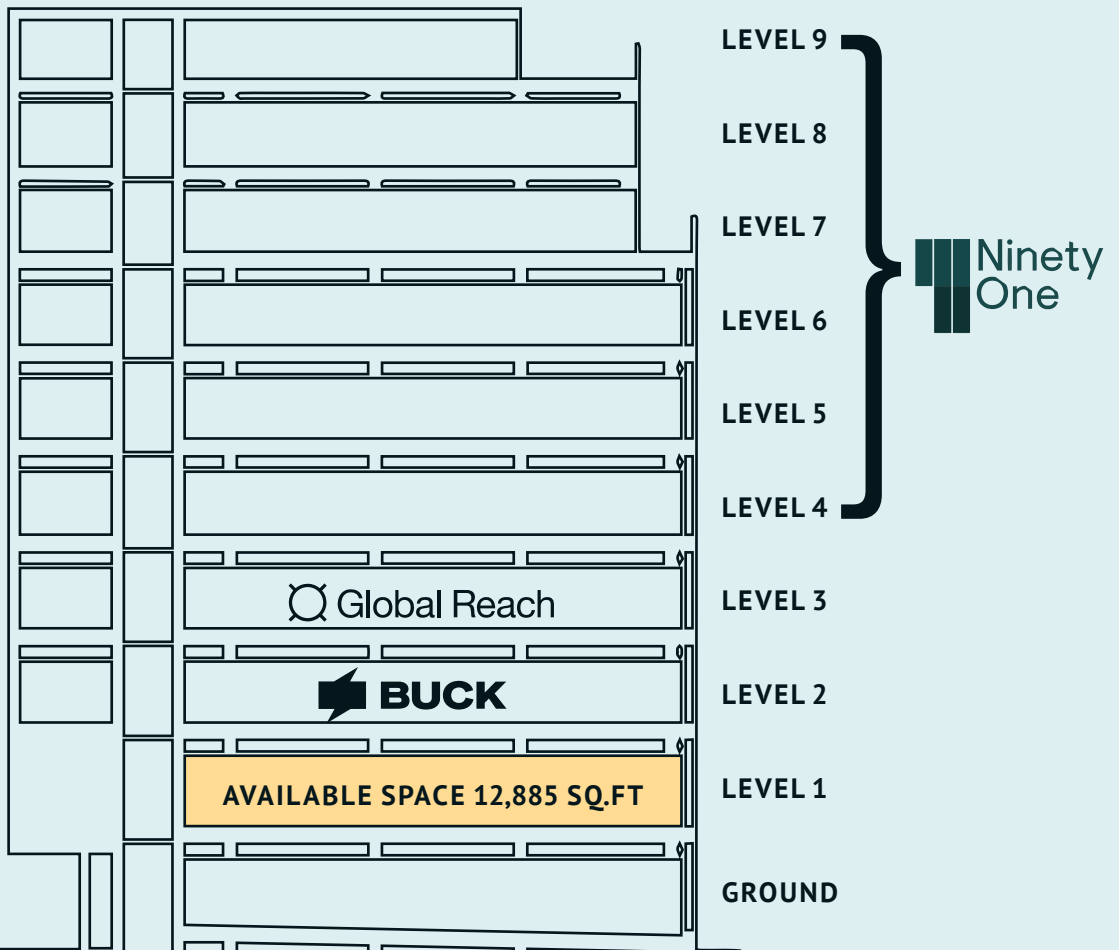 LEVEL 9
LEVEL 8
LEVEL 7
Ninety
One
LEVEL 6
LEVEL 5
LEVEL 4
Global Reach
LEVEL 3
BUCK
LEVEL 2
AVAILABLE SPACE 12,885 SQ.FT
LEVEL 1
GROUND